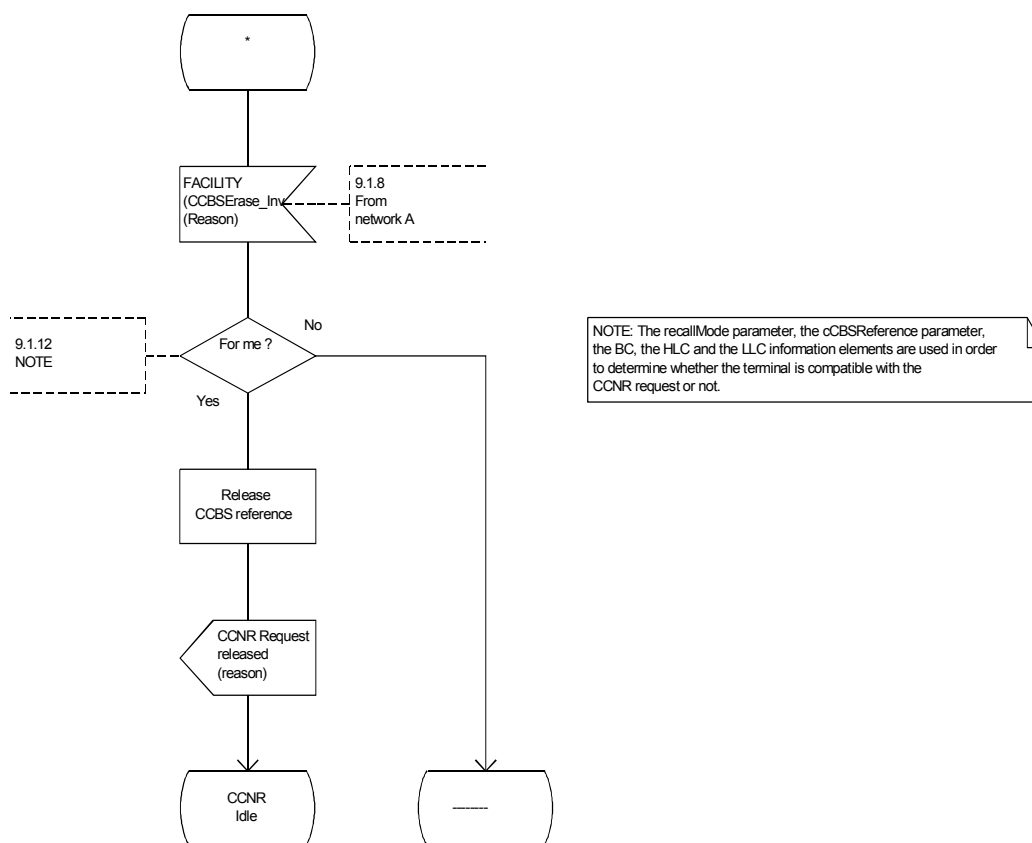 *
FACILITY
(CCBSErase_Inv
(Reason)
9.1.8
From
network A
9.1.12
NOTE
For me ?
No
Yes
NOTE: The recallMode parameter, the cCBSReference parameter,
the BC, the HLC and the LLC information elements are used in order
to determine whether the terminal is compatible with the
CCNR request or not.
Release
CCBS reference
CCNR Request
released
(reason)
CCNR
Idle
--------